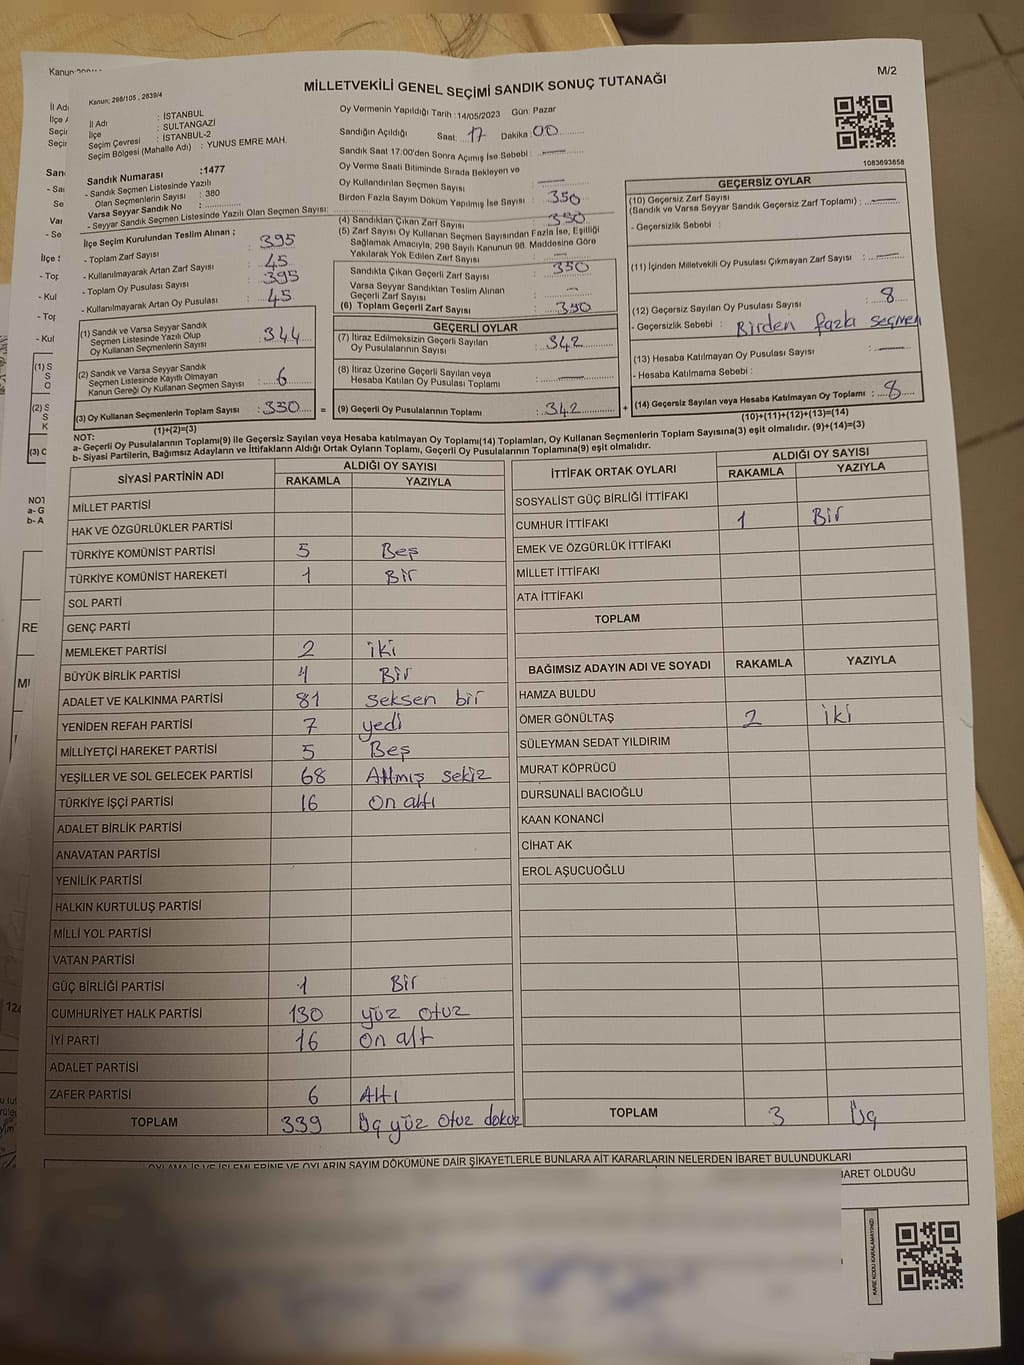 M/2
MİLLETVEKİLİ GENEL SEÇİMİ SANDIK SONUÇ TUTANAĞI
Kanun; 298/105 , 2839/4
İl Adı : İSTANBUL
İlçe : SULTANGAZİ
Seçim Çevresi : İSTANBUL-2
Seçim Bölgesi (Mahalle Adı) : YUNUS EMRE MAH.
Sandık Numarası :1477
- Sandık Seçmen Listesinde Yazılı
Olan Seçmenlerin Sayısı : 380
Varsa Seyyar Sandık No :
- Seyyar Sandık Seçmen Listesinde Yazılı Olan Seçmen Sayısı:
İlçe Seçim Kurulundan Teslim Alınan ;
- Toplam Zarf Sayısı : 395
- Kullanılmayarak Artan Zarf Sayısı : 45
- Toplam Oy Pusulası Sayısı : 395
- Kullanılmayarak Artan Oy Pusulası : 45
(1) Sandık ve Varsa Seyyar Sandık
Seçmen Listesinde Yazılı Olup
Oy Kullanan Seçmenlerin Sayısı : 344
(2) Sandık ve Varsa Seyyar Sandık
Seçmen Listesinde Kayıtlı Olmayan
Kanun Gereği Oy Kullanan Seçmen Sayısı : 6
(3) Oy Kullanan Seçmenlerin Toplam Sayısı : 350 =
(1)+(2)=(3)
Oy Vermenin Yapıldığı Tarih :14/05/2023 Gün: Pazar
Sandığın Açıldığı Saat: 17 Dakika: 00
Sandık Saat 17:00'den Sonra Açılmış İse Sebebi :
Oy Verme Saati Bitiminde Sırada Bekleyen ve
Oy Kullandırılan Seçmen Sayısı :
Birden Fazla Sayım Döküm Yapılmış İse Sayısı : 350
(4) Sandıktan Çıkan Zarf Sayısı : 350
(5) Zarf Sayısı Oy Kullanan Seçmen Sayısından Fazla İse, Eşitliği
Sağlamak Amacıyla, 298 Sayılı Kanunun 98. Maddesine Göre
Yakılarak Yok Edilen Zarf Sayısı :
Sandıkta Çıkan Geçerli Zarf Sayısı : 350
Varsa Seyyar Sandıktan Teslim Alınan
Geçerli Zarf Sayısı :
(6) Toplam Geçerli Zarf Sayısı : 350
GEÇERLİ OYLAR
(7) İtiraz Edilmeksizin Geçerli Sayılan
Oy Pusulalarının Sayısı : 342
(8) İtiraz Üzerine Geçerli Sayılan veya
Hesaba Katılan Oy Pusulası Toplamı :
(9) Geçerli Oy Pusulalarının Toplamı : 342 +
1083693858
GEÇERSİZ OYLAR
(10) Geçersiz Zarf Sayısı
(Sandık ve Varsa Seyyar Sandık Geçersiz Zarf Toplamı) :
- Geçersizlik Sebebi :
(11) İçinden Milletvekili Oy Pusulası Çıkmayan Zarf Sayısı :
(12) Geçersiz Sayılan Oy Pusulası Sayısı : 8
- Geçersizlik Sebebi : Birden fazla seçmen
(13) Hesaba Katılmayan Oy Pusulası Sayısı :
- Hesaba Katılmama Sebebi :
(14) Geçersiz Sayılan veya Hesaba Katılmayan Oy Toplamı : 8
(10)+(11)+(12)+(13)=(14)
NOT:
a- Geçerli Oy Pusulalarının Toplamı(9) ile Geçersiz Sayılan veya Hesaba katılmayan Oy Toplamı(14) Toplamları, Oy Kullanan Seçmenlerin Toplam Sayısına(3) eşit olmalıdır. (9)+(14)=(3)
b- Siyasi Partilerin, Bağımsız Adayların ve İttifakların Aldığı Ortak Oyların Toplamı, Geçerli Oy Pusulalarının Toplamına(9) eşit olmalıdır.
SİYASİ PARTİNİN ADI ALDIĞI OY SAYISI
RAKAMLA YAZIYLA
MİLLET PARTİSİ
HAK VE ÖZGÜRLÜKLER PARTİSİ
TÜRKİYE KOMÜNİST PARTİSİ 5 Beş
TÜRKİYE KOMÜNİST HAREKETİ 1 Bir
SOL PARTİ
GENÇ PARTİ
MEMLEKET PARTİSİ 2 iki
BÜYÜK BİRLİK PARTİSİ 1 Bir
ADALET VE KALKINMA PARTİSİ 81 seksen bir
YENİDEN REFAH PARTİSİ 7 yedi
MİLLİYETÇİ HAREKET PARTİSİ 5 Beş
YEŞİLLER VE SOL GELECEK PARTİSİ 68 Altmış sekiz
TÜRKİYE İŞÇİ PARTİSİ 16 On altı
ADALET BİRLİK PARTİSİ
ANAVATAN PARTİSİ
YENİLİK PARTİSİ
HALKIN KURTULUŞ PARTİSİ
MİLLİ YOL PARTİSİ
VATAN PARTİSİ
GÜÇ BİRLİĞİ PARTİSİ 1 Bir
CUMHURİYET HALK PARTİSİ 130 yüz otuz
İYİ PARTİ 16 On altı
ADALET PARTİSİ
ZAFER PARTİSİ 6 Altı
TOPLAM 339 Üç yüz otuz dokuz
İTTİFAK ORTAK OYLARI ALDIĞI OY SAYISI
RAKAMLA YAZIYLA
SOSYALİST GÜÇ BİRLİĞİ İTTİFAKI
CUMHUR İTTİFAKI 1 Bir
EMEK VE ÖZGÜRLÜK İTTİFAKI
MİLLET İTTİFAKI
ATA İTTİFAKI
TOPLAM
BAĞIMSIZ ADAYIN ADI VE SOYADI RAKAMLA YAZIYLA
HAMZA BULDU
ÖMER GÖNÜLTAŞ 2 iki
SÜLEYMAN SEDAT YILDIRIM
MURAT KÖPRÜCÜ
DURSUNALİ BACIOĞLU
KAAN KONANCİ
CİHAT AK
EROL AŞUCUOĞLU
TOPLAM 3 Üç
OYLAMA İŞ VE İŞLEMLERİNE VE OYLARIN SAYIM DÖKÜMÜNE DAİR ŞİKAYETLERLE BUNLARA AİT KARARLARIN NELERDEN İBARET BULUNDUKLARI
İBARET OLDUĞU
KARE KODU KARALAMAYINIZ!